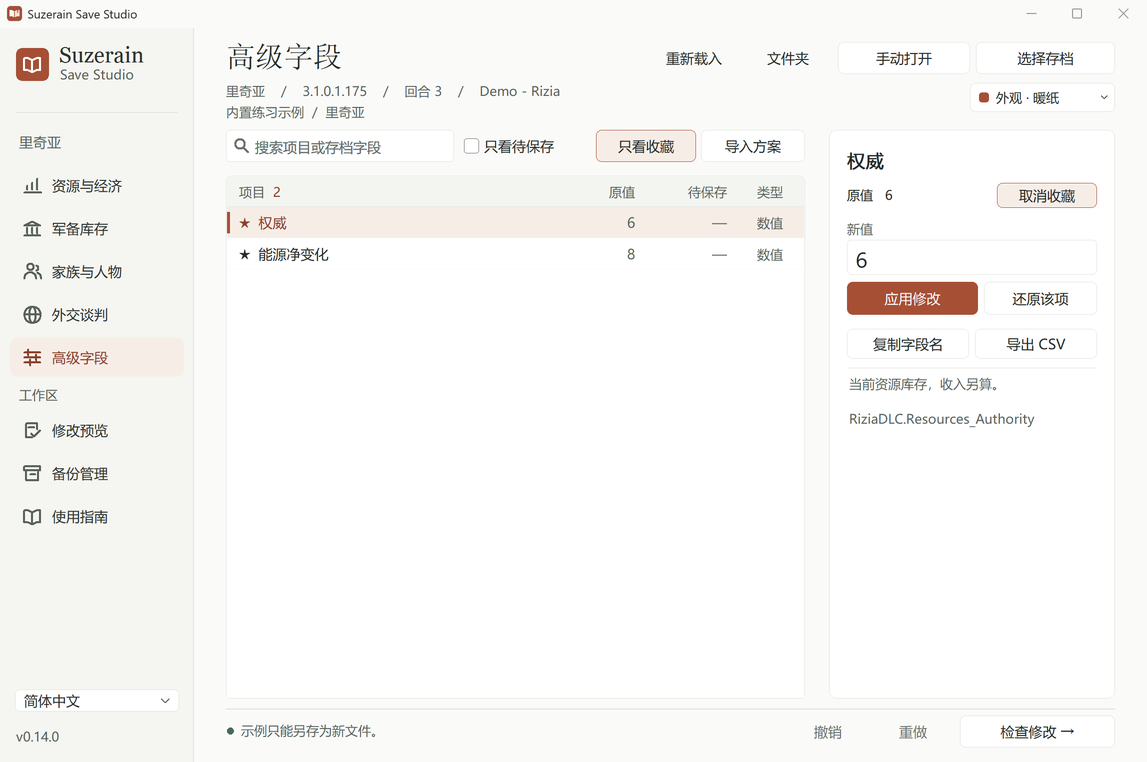 Suzerain Save Studio
Suzerain
Save Studio
里奇亚
资源与经济
军备库存
家族与人物
外交谈判
高级字段
工作区
修改预览
备份管理
使用指南
简体中文
v0.14.0
高级字段
重新载入 文件夹 手动打开 选择存档
里奇亚 / 3.1.0.1.175 / 回合 3 / Demo - Rizia
内置练习示例 / 里奇亚
外观 · 暖纸
搜索项目或存档字段 只看待保存 只看收藏 导入方案
项目 2 原值 待保存 类型
★ 权威 6 — 数值
★ 能源净变化 8 — 数值
权威
原值 6 取消收藏
新值
6
应用修改 还原该项
复制字段名 导出 CSV
当前资源库存，收入另算。
RiziaDLC.Resources_Authority
示例只能另存为新文件。 撤销 重做 检查修改 →